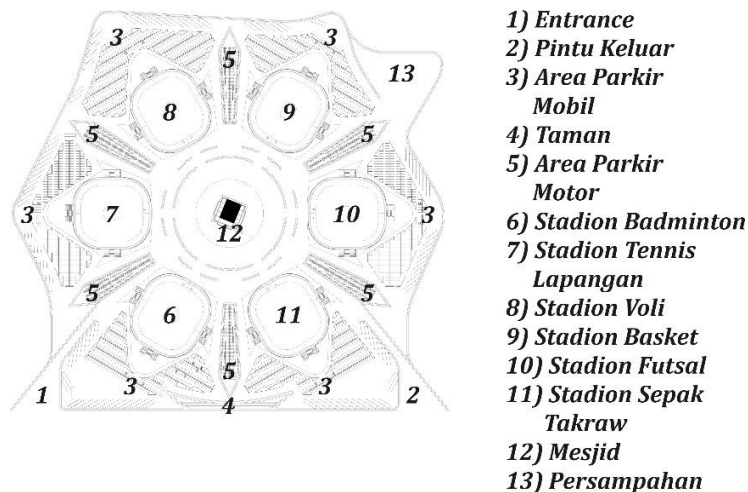 3
3
5
13
8
9
5
5
3
7
10
3
12
5
5
6
11
5
1
3
4
3
2
1) Entrance
2) Pintu Keluar
3) Area Parkir
Mobil
4) Taman
5) Area Parkir
Motor
6) Stadion Badminton
7) Stadion Tennis
Lapangan
8) Stadion Voli
9) Stadion Basket
10) Stadion Futsal
11) Stadion Sepak
Takraw
12) Mesjid
13) Persampahan